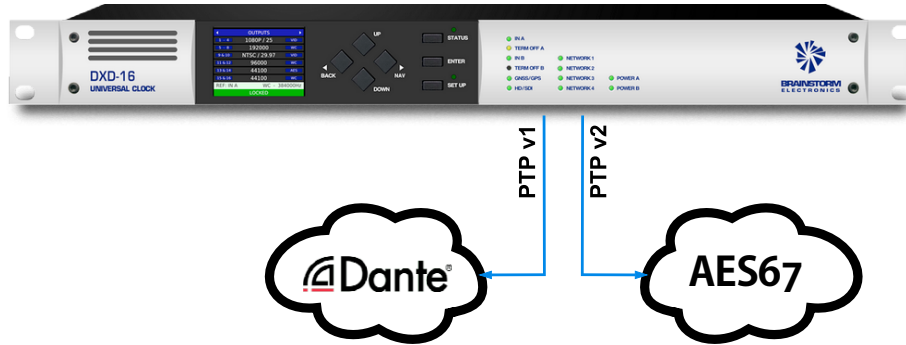 OUTPUTS
1 - 4 1080P / 25 VID
5 - 8 192000 WC
9 & 10 NTSC / 29.97 VID
11 & 12 96000 WC
13 & 14 44100 AES
15 & 16 44100 WC
REF: IN A WC - 384000Hz
LOCKED
UP
BACK
NAV
DOWN
STATUS
ENTER
SET UP
IN A
TERM OFF A
IN B
TERM OFF B
GNSS/GPS
HD/SDI
NETWORK 1
NETWORK 2
NETWORK 3
NETWORK 4
POWER A
POWER B
DXD-16
UNIVERSAL CLOCK
BRAINSTORM
ELECTRONICS
PTP v1
PTP v2
Dante®
AES67